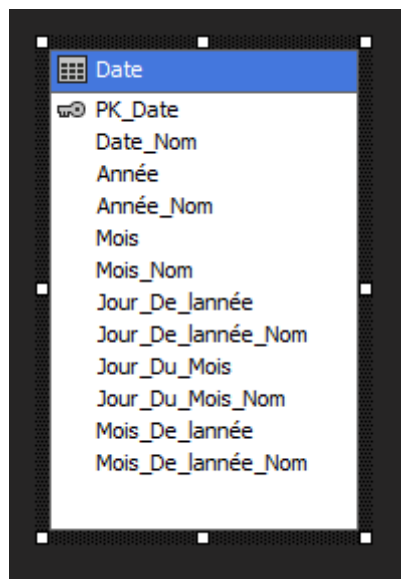 Date
PK_Date
Date_Nom
Année
Année_Nom
Mois
Mois_Nom
Jour_De_lannée
Jour_De_lannée_Nom
Jour_Du_Mois
Jour_Du_Mois_Nom
Mois_De_lannée
Mois_De_lannée_Nom